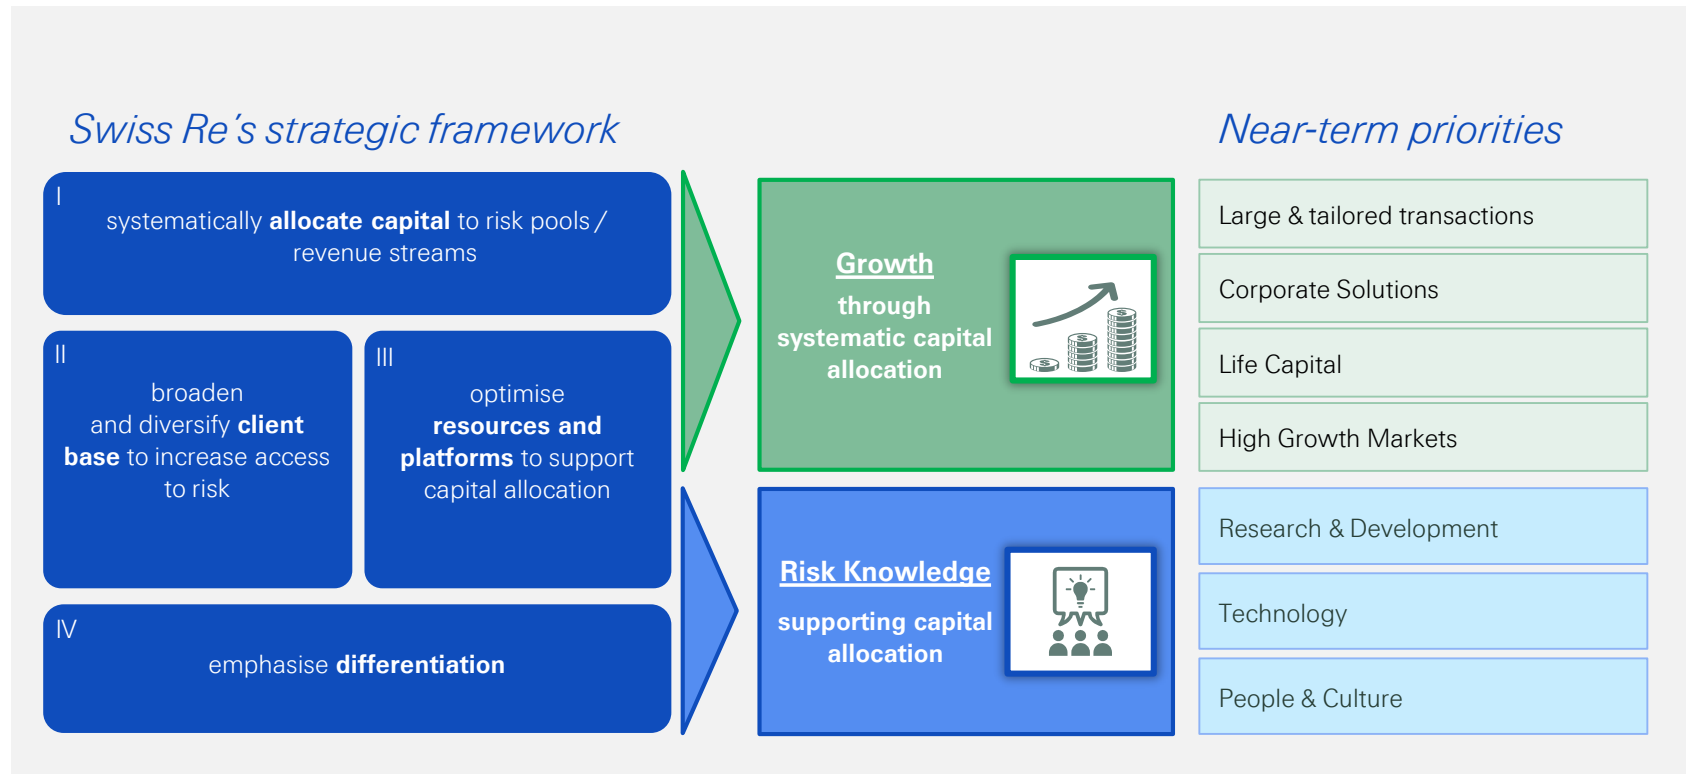 Swiss Re's strategic framework
I
systematically allocate capital to risk pools /
revenue streams
II
broaden
and diversify client
base to increase access
to risk
III
optimise
resources and
platforms to support
capital allocation
IV
emphasise differentiation
Growth
through
systematic capital
allocation
Risk Knowledge
supporting capital
allocation
Near-term priorities
Large & tailored transactions
Corporate Solutions
Life Capital
High Growth Markets
Research & Development
Technology
People & Culture